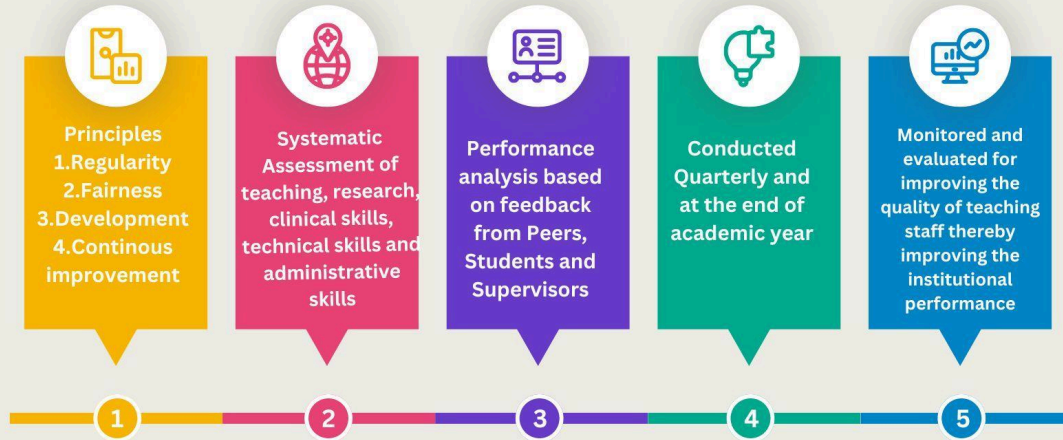 Principles
1.Regularity
2.Fairness
3.Development
4.Continous
improvement
Systematic
Assessment of
teaching, research,
clinical skills,
technical skills and
administrative
skills
Performance
analysis based
on feedback
from Peers,
Students and
Supervisors
Conducted
Quarterly and
at the end of
academic year
Monitored and
evaluated for
improving the
quality of teaching
staff thereby
improving the
institutional
performance
1
2
3
4
5